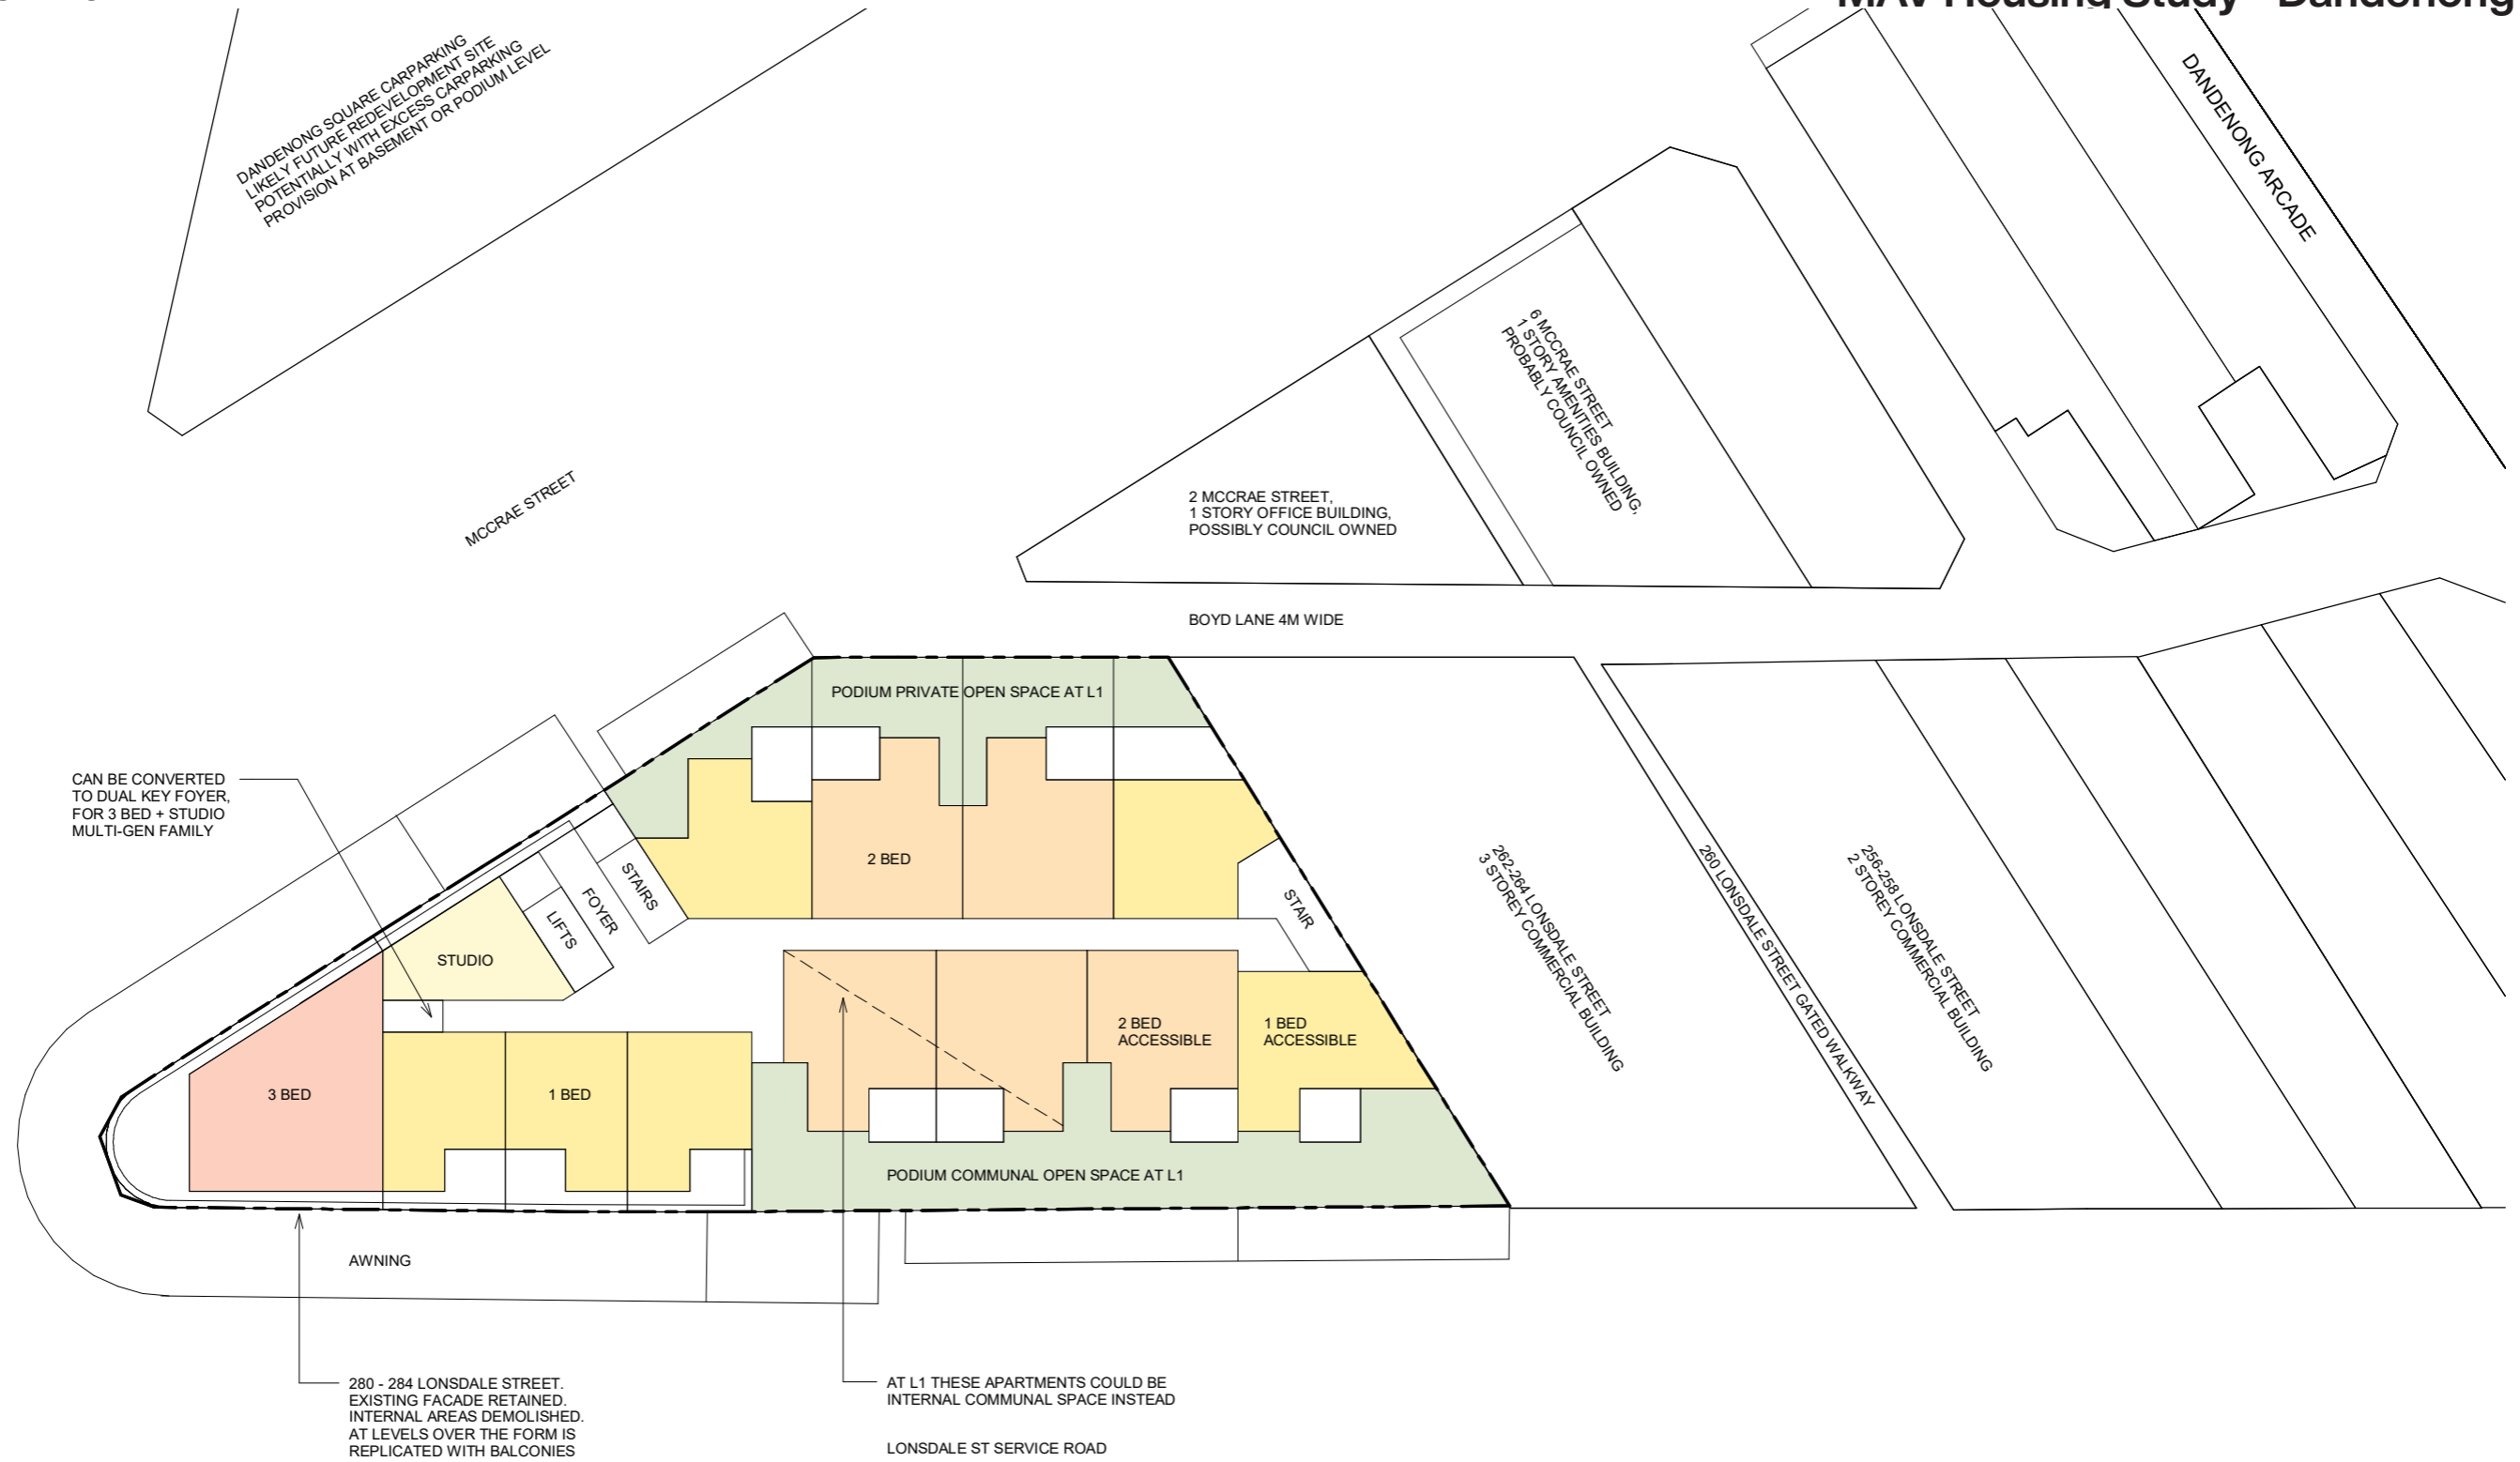 MAV Housing Study - Dandenong
DANDENONG SQUARE CARPARKING
LIKELY FUTURE REDEVELOPMENT SITE
POTENTIALLY WITH EXCESS CARPARKING
PROVISION AT BASEMENT OR PODIUM LEVEL
DANDENONG ARCADE
6 MCCRAE STREET
1 STORY AMENITIES BUILDING,
PROBABLY COUNCIL OWNED
MCCRAE STREET
2 MCCRAE STREET,
1 STORY OFFICE BUILDING,
POSSIBLY COUNCIL OWNED
BOYD LANE 4M WIDE
PODIUM PRIVATE OPEN SPACE AT L1
CAN BE CONVERTED
TO DUAL KEY FOYER,
FOR 3 BED + STUDIO
MULTI-GEN FAMILY
2 BED
STAIRS
FOYER
LIFTS
STUDIO
STAIR
262-264 LONSDALE STREET
3 STOREY COMMERCIAL BUILDING
260 LONSDALE STREET GATED WALKWAY
256-258 LONSDALE STREET
2 STOREY COMMERCIAL BUILDING
2 BED
ACCESSIBLE
1 BED
ACCESSIBLE
3 BED
1 BED
PODIUM COMMUNAL OPEN SPACE AT L1
AWNING
280 - 284 LONSDALE STREET.
EXISTING FACADE RETAINED.
INTERNAL AREAS DEMOLISHED.
AT LEVELS OVER THE FORM IS
REPLICATED WITH BALCONIES
AT L1 THESE APARTMENTS COULD BE
INTERNAL COMMUNAL SPACE INSTEAD
LONSDALE ST SERVICE ROAD